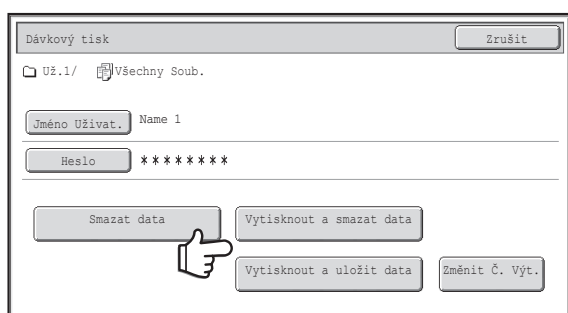 Dávkový tisk Zrušit
Už.1/ Všechny Soub.
Jméno Uživat. Name 1
Heslo ********
Smazat data Vytisknout a smazat data
Vytisknout a uložit data Změnit Č. Výt.